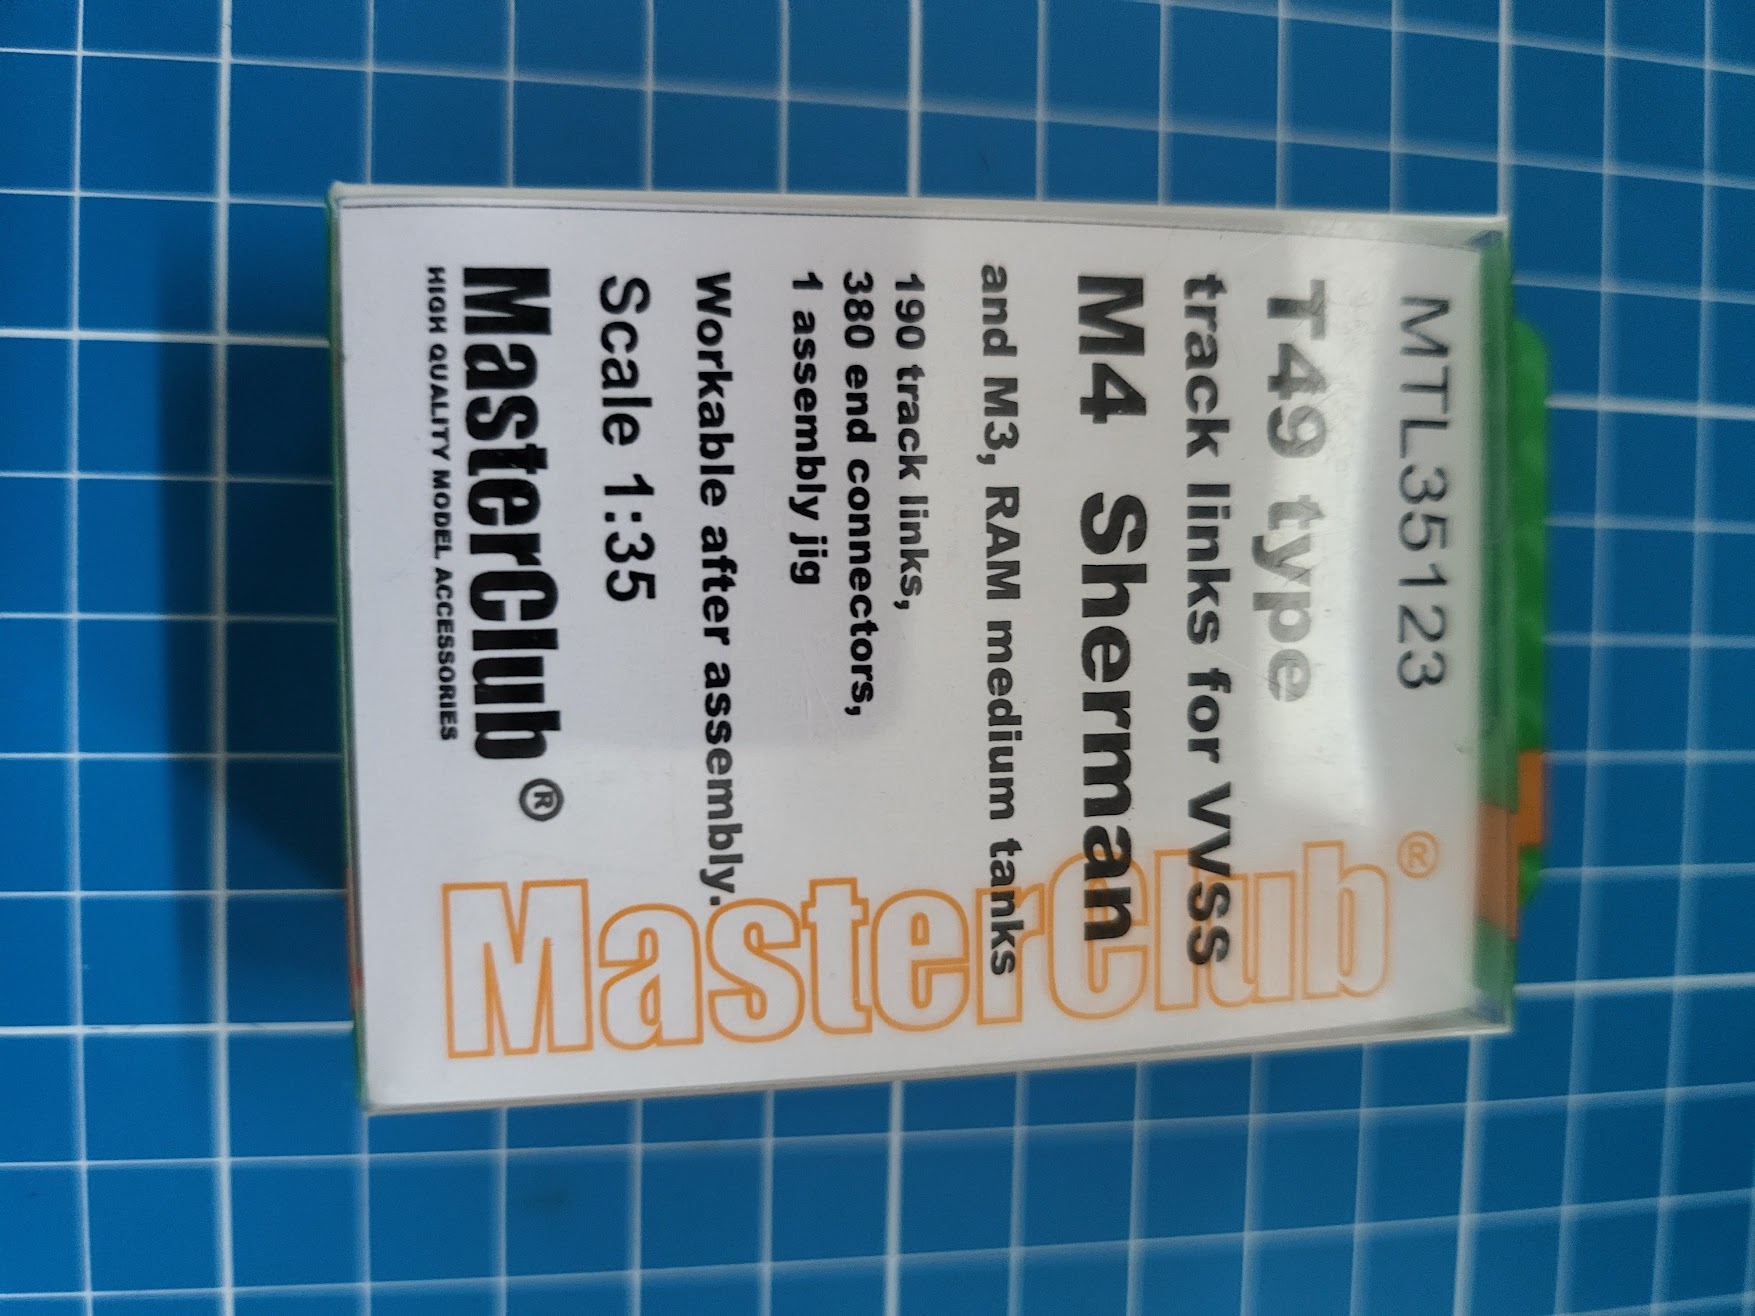 MTL35123
T49 type
track links for VVSS
M4 Sherman
and M3, RAM medium tanks
190 track links,
380 end connectors,
1 assembly jig
Workable after assembly.
Scale 1:35
MasterClub®
HIGH QUALITY MODEL ACCESSORIES
MasterClub®